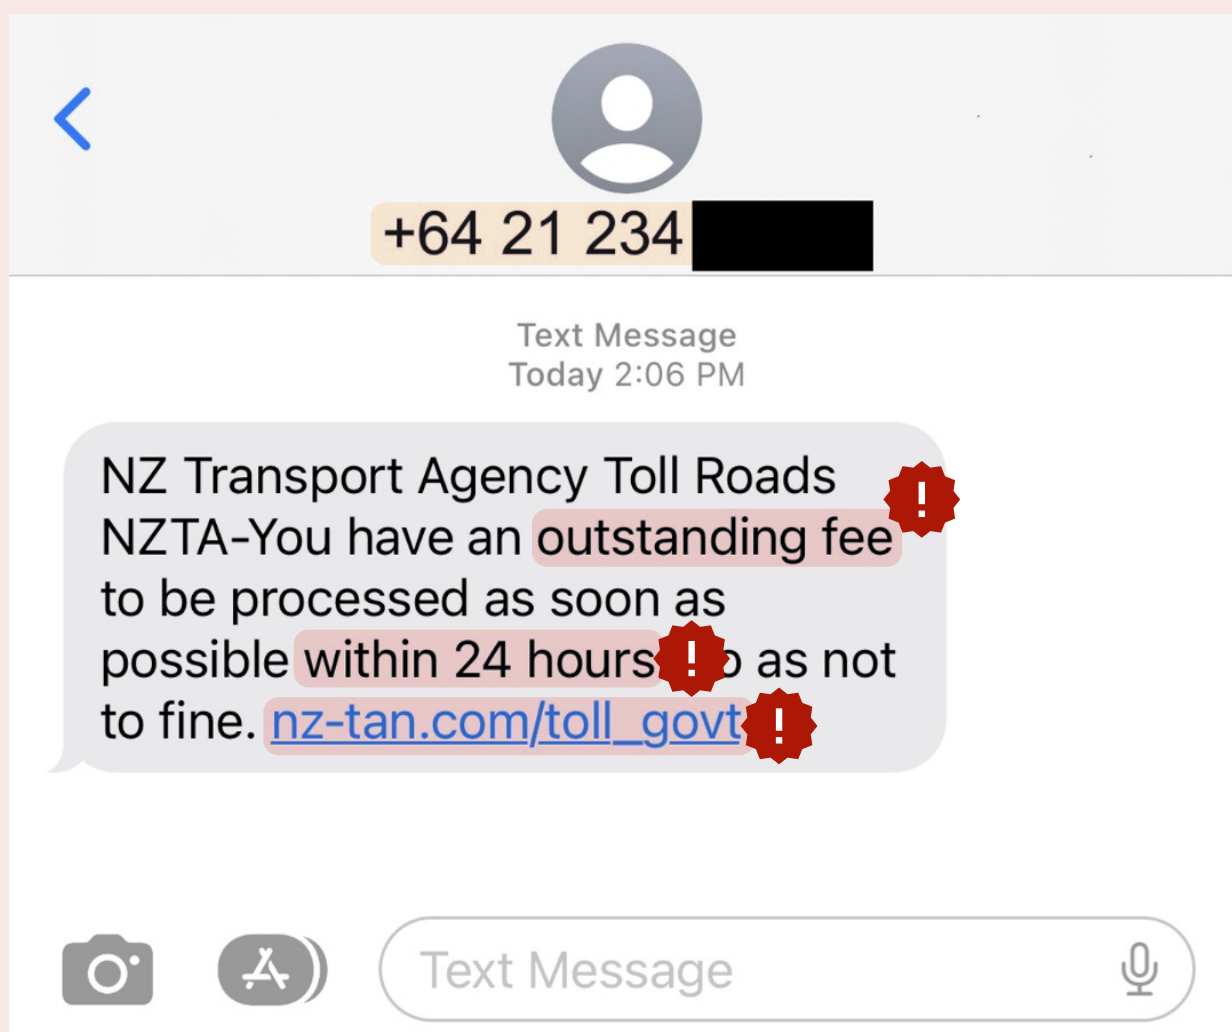 +64 21 234
Text Message
Today 2:06 PM
NZ Transport Agency Toll Roads
NZTA-You have an outstanding fee
to be processed as soon as
possible within 24 hours as not
to fine. nz-tan.com/toll_govt
Text Message